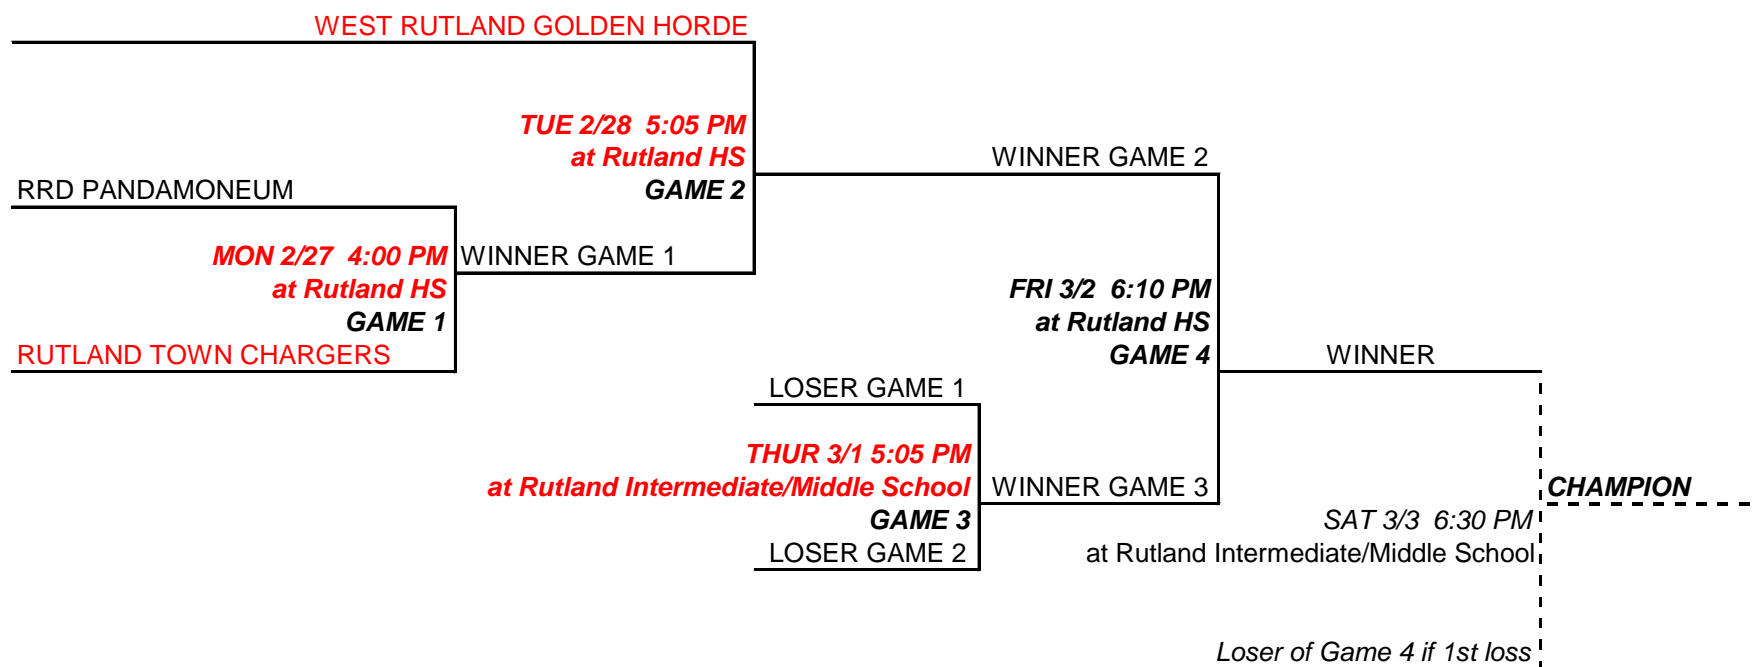 WEST RUTLAND GOLDEN HORDE
TUE 2/28  5:05 PM
at Rutland HS
GAME 2
WINNER GAME 2
RRD PANDAMONEUM
MON 2/27  4:00 PM
at Rutland HS
GAME 1
WINNER GAME 1
RUTLAND TOWN CHARGERS
FRI 3/2  6:10 PM
at Rutland HS
GAME 4
WINNER
LOSER GAME 1
THUR 3/1 5:05 PM
at Rutland Intermediate/Middle School
GAME 3
WINNER GAME 3
LOSER GAME 2
CHAMPION
SAT 3/3  6:30 PM
at Rutland Intermediate/Middle School
Loser of Game 4 if 1st loss